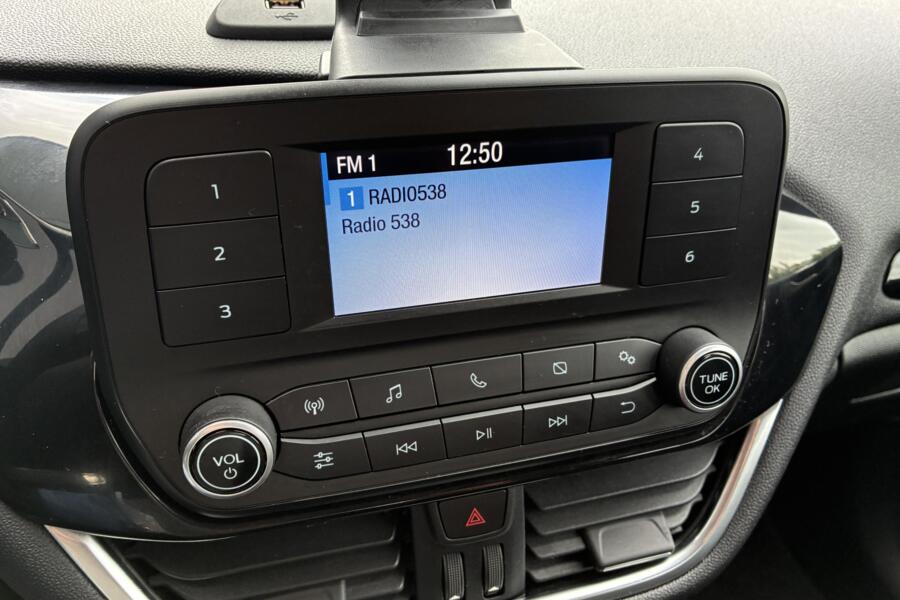 FM 1 12:50
1 RADIO538
Radio 538
1
2
3
4
5
6
VOL
TUNE
OK